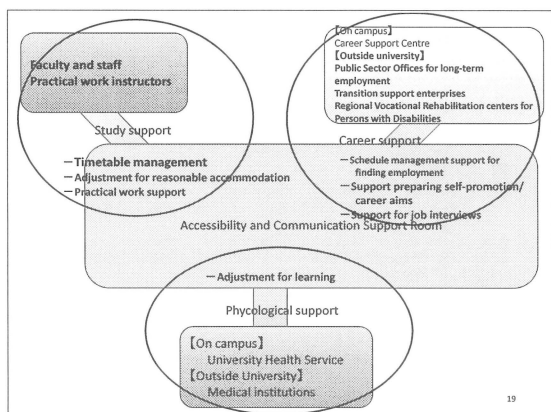 Faculty and staff
Practical work instructors
Study support
【On campus】
Career Support Centre
【Outside university】
Public Sector Offices for long-term
employment
Transition support enterprises
Regional Vocational Rehabilitation centers for
Persons with Disabilities
Career support
－Timetable management
－Adjustment for reasonable accommodation
－Practical work support
－Schedule management support for
finding employment
－Support preparing self-promotion/
career aims
－Support for job interviews
Accessibility and Communication Support Room
－Adjustment for learning
Phycological support
【On campus】
University Health Service
【Outside University】
Medical institutions
19